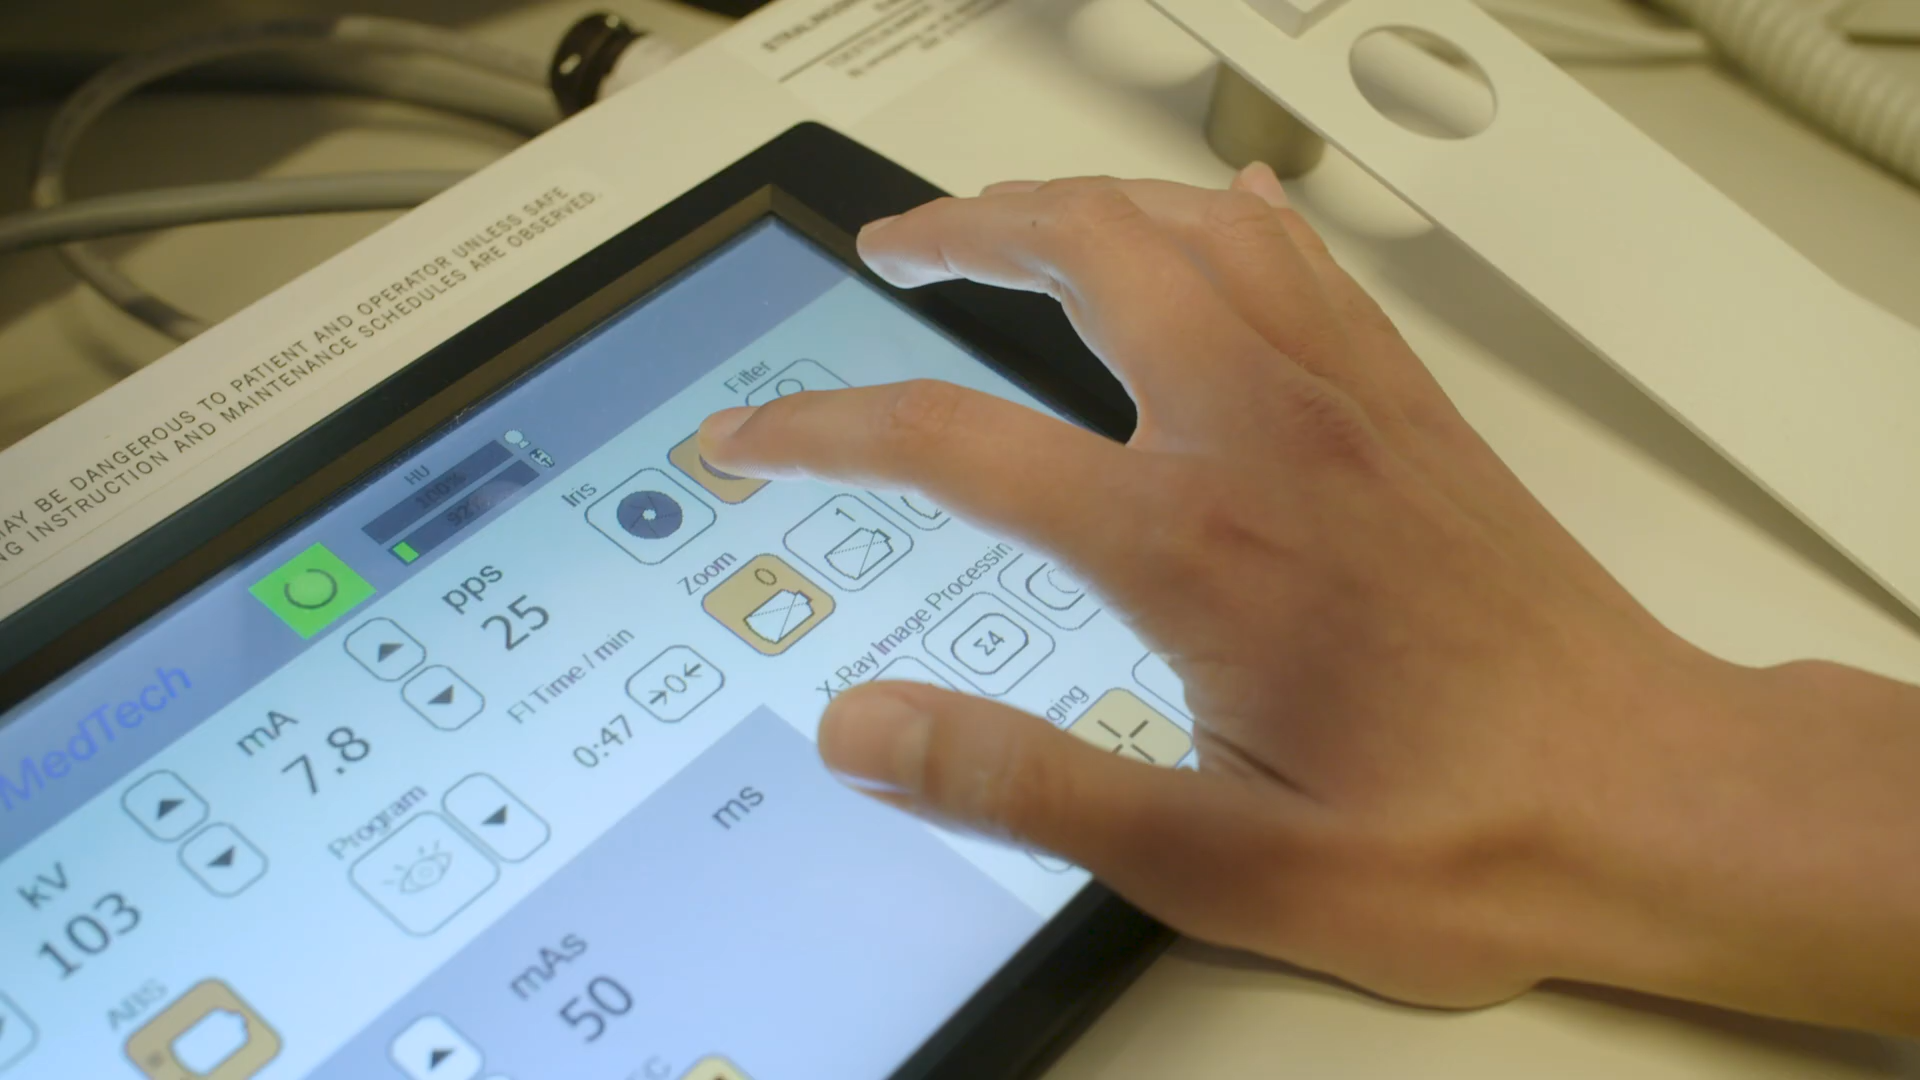 MAY BE DANGEROUS TO PATIENT AND OPERATOR UNLESS SAFE
NG INSTRUCTION AND MAINTENANCE SCHEDULES ARE OBSERVED.
MedTech
HU
100%
92%
kV
103
mA
7.8
pps
25
Iris
Filter
Zoom
0
1
FI Time / min
0:47
→0←
Program
X-Ray Image Processin
Σ4
ging
ABS
ms
mAs
50